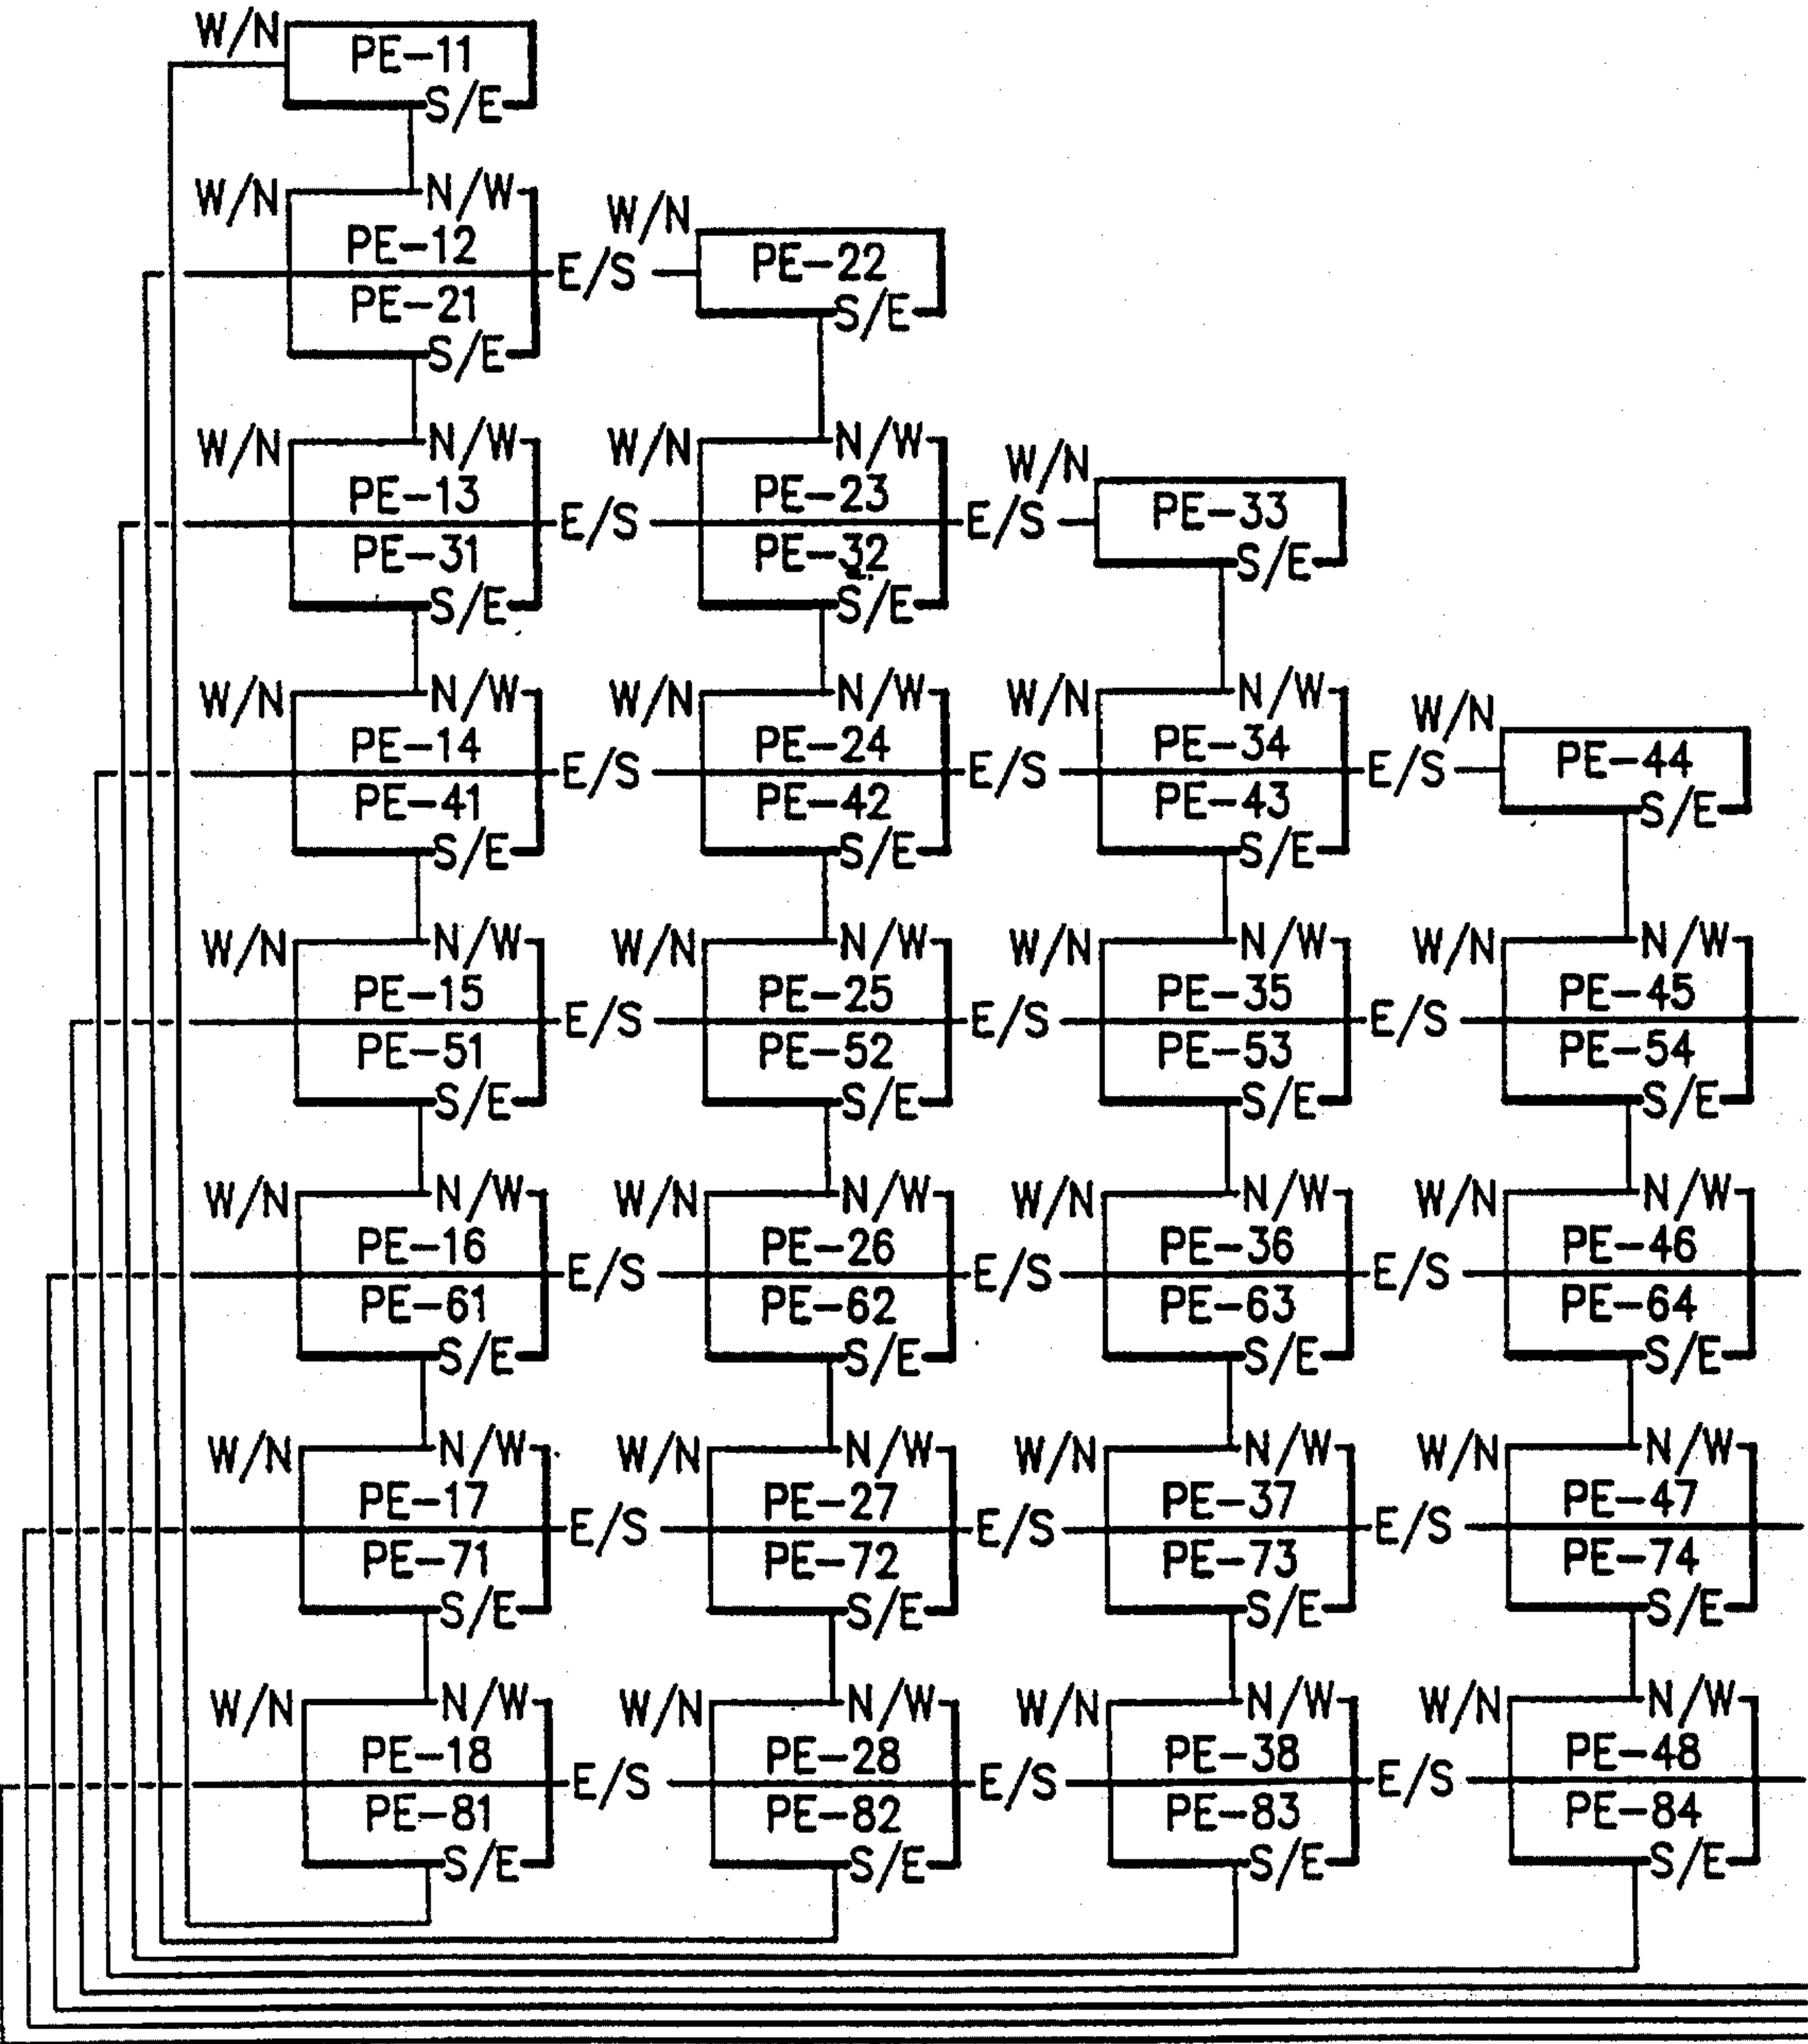 W/N
PE-11
S/E
W/N N/W
PE-12
PE-21
S/E
E/S
W/N
PE-22
S/E
W/N N/W W/N N/W
PE-13 E/S PE-23 E/S
PE-31 PE-32
S/E S/E
W/N
PE-33
S/E
W/N N/W W/N N/W W/N N/W
PE-14 E/S PE-24 E/S PE-34 E/S
PE-41 PE-42 PE-43
S/E S/E S/E
W/N
PE-44
S/E
W/N N/W W/N N/W W/N N/W W/N N/W
PE-15 PE-25 PE-35 PE-45
E/S E/S E/S
PE-51 PE-52 PE-53 PE-54
S/E S/E S/E S/E
W/N N/W W/N N/W W/N N/W W/N N/W
PE-16 PE-26 PE-36 PE-46
E/S E/S E/S
PE-61 PE-62 PE-63 PE-64
S/E S/E S/E S/E
W/N N/W W/N N/W W/N N/W W/N N/W
PE-17 PE-27 PE-37 PE-47
E/S E/S E/S
PE-71 PE-72 PE-73 PE-74
S/E S/E S/E S/E
W/N N/W W/N N/W W/N N/W W/N N/W
PE-18 PE-28 PE-38 PE-48
E/S E/S E/S
PE-81 PE-82 PE-83 PE-84
S/E S/E S/E S/E